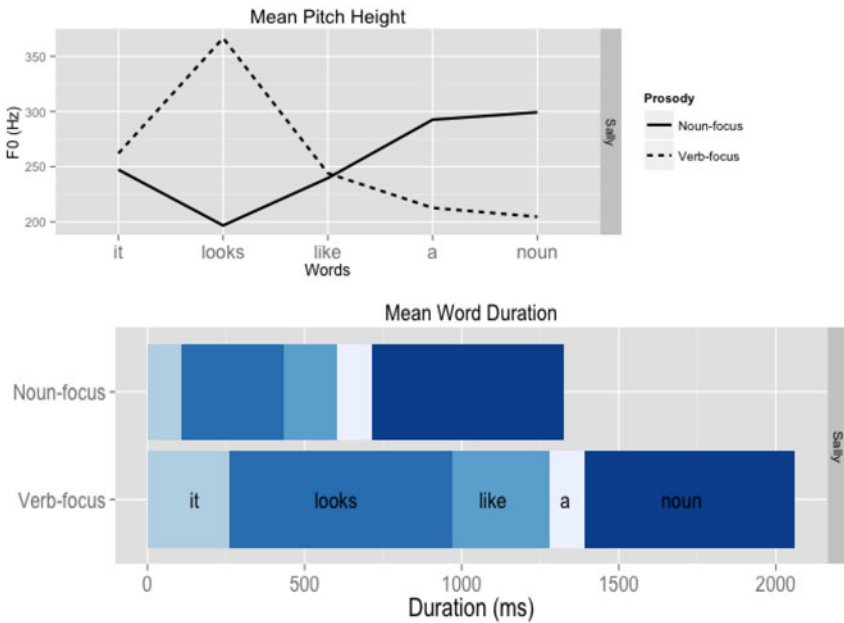 Mean Pitch Height
350
300
250
200
F0 (Hz)
it looks like a noun
Words
Sally
Prosody
Noun-focus
Verb-focus
Mean Word Duration
Noun-focus
Verb-focus
it looks like a noun
Sally
0 500 1000 1500 2000
Duration (ms)